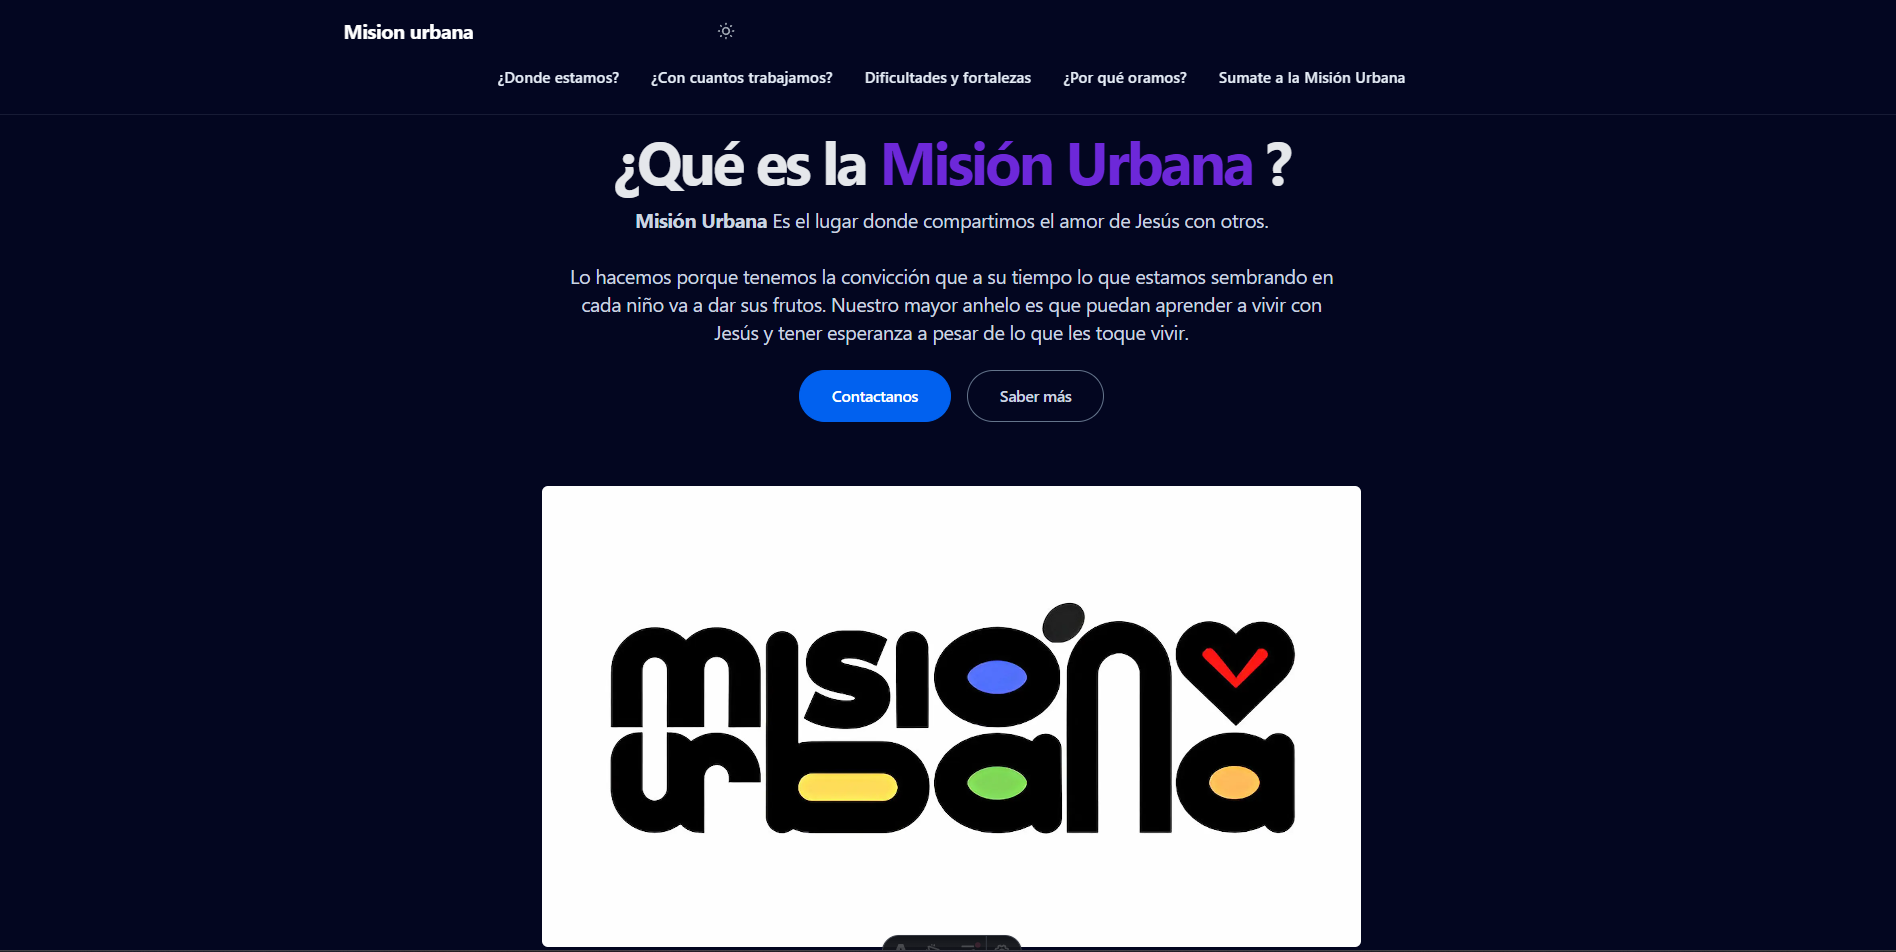 Mision urbana
¿Donde estamos? ¿Con cuantos trabajamos? Dificultades y fortalezas ¿Por qué oramos? Sumate a la Misión Urbana
¿Qué es la Misión Urbana ?
Misión Urbana Es el lugar donde compartimos el amor de Jesús con otros.
Lo hacemos porque tenemos la convicción que a su tiempo lo que estamos sembrando en
cada niño va a dar sus frutos. Nuestro mayor anhelo es que puedan aprender a vivir con
Jesús y tener esperanza a pesar de lo que les toque vivir.
Contactanos Saber más
misión
urbana